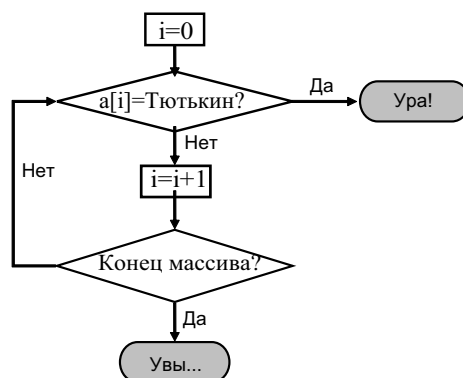 i=0
a[i]=Тютькин?
Да
Ура!
Нет
i=i+1
Нет
Конец массива?
Да
Увы...